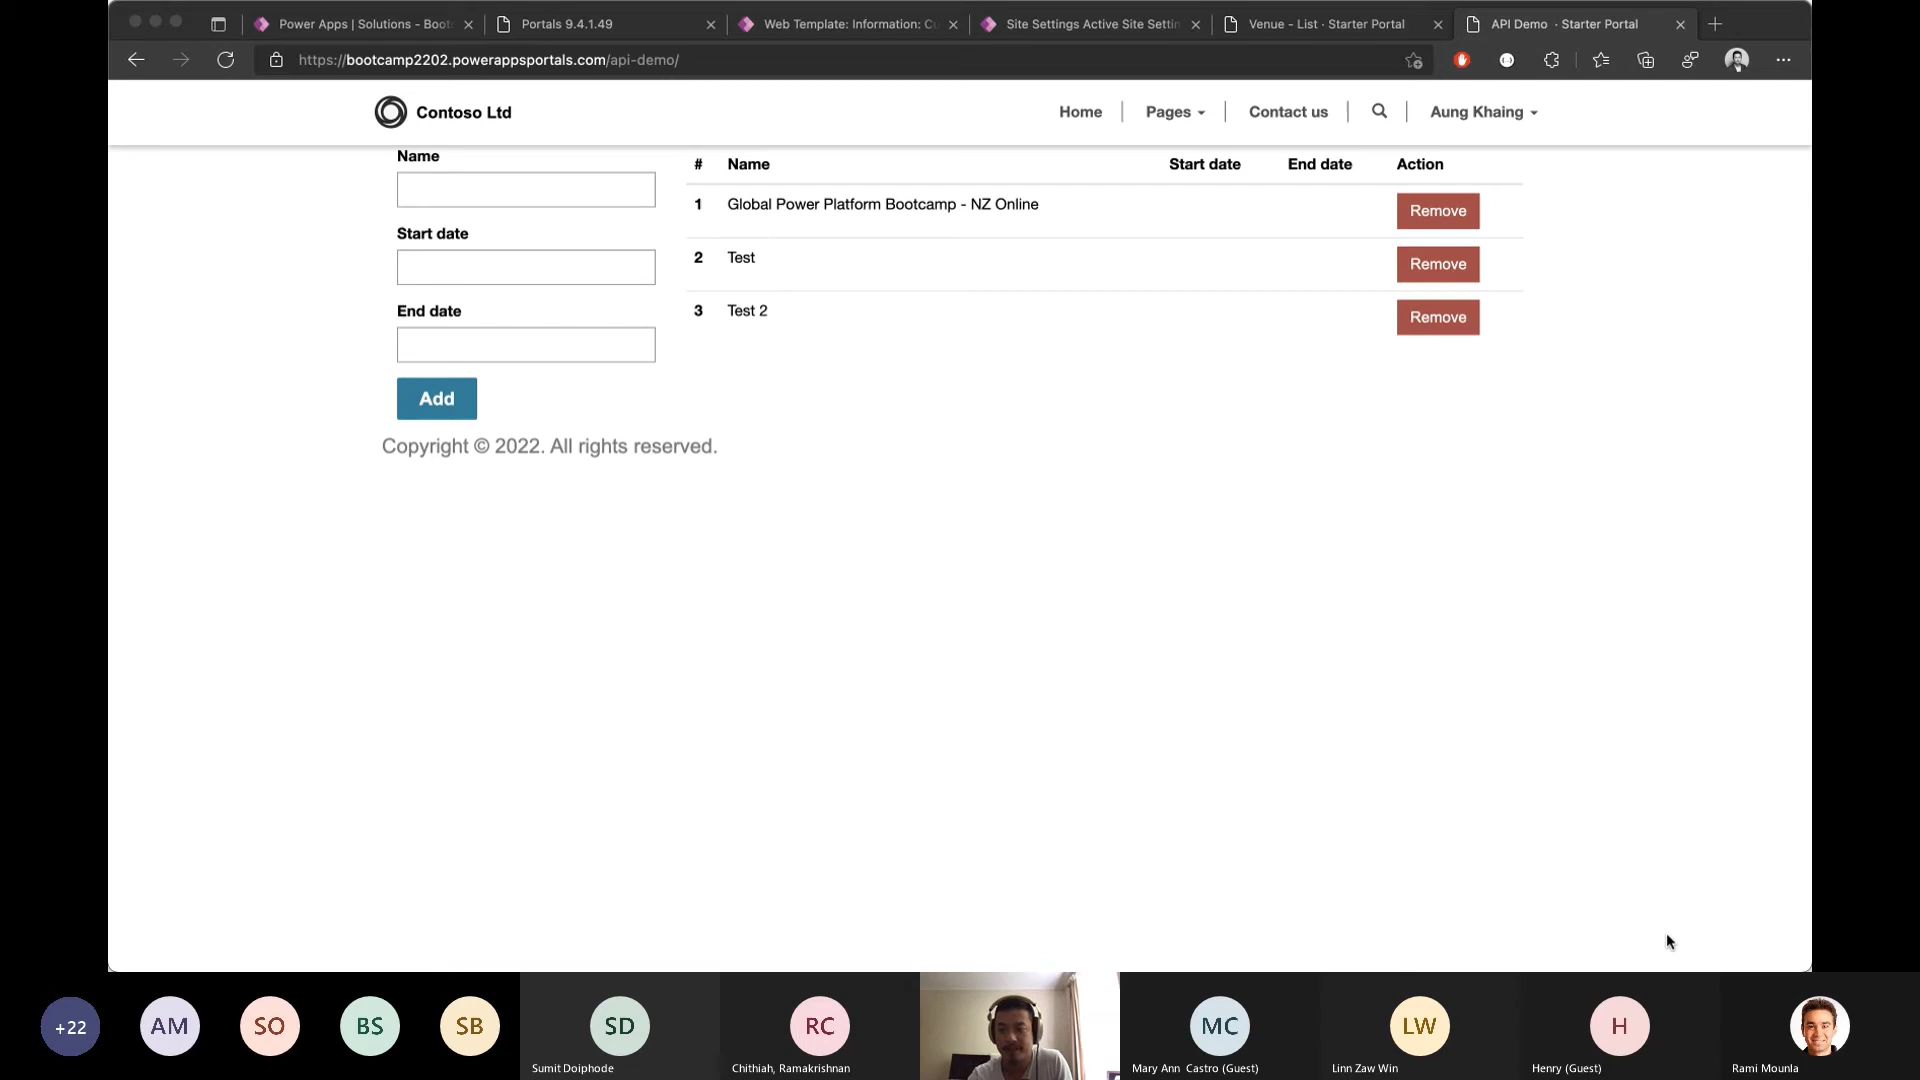 Power Apps | Solutions - Boot
Portals 9.4.1.49
Web Template: Information: Cu
Site Settings Active Site Settin
Venue - List · Starter Portal
API Demo · Starter Portal
https://bootcamp2202.powerappsportals.com/api-demo/
Contoso Ltd
Home
Pages
Contact us
Aung Khaing
Name
Start date
End date
Add
# Name Start date End date Action
1 Global Power Platform Bootcamp - NZ Online Remove
2 Test Remove
3 Test 2 Remove
Copyright © 2022. All rights reserved.
+22
AM
SO
BS
SB
SD
Sumit Doiphode
RC
Chithiah, Ramakrishnan
MC
Mary Ann Castro (Guest)
LW
Linn Zaw Win
H
Henry (Guest)
Rami Mounla